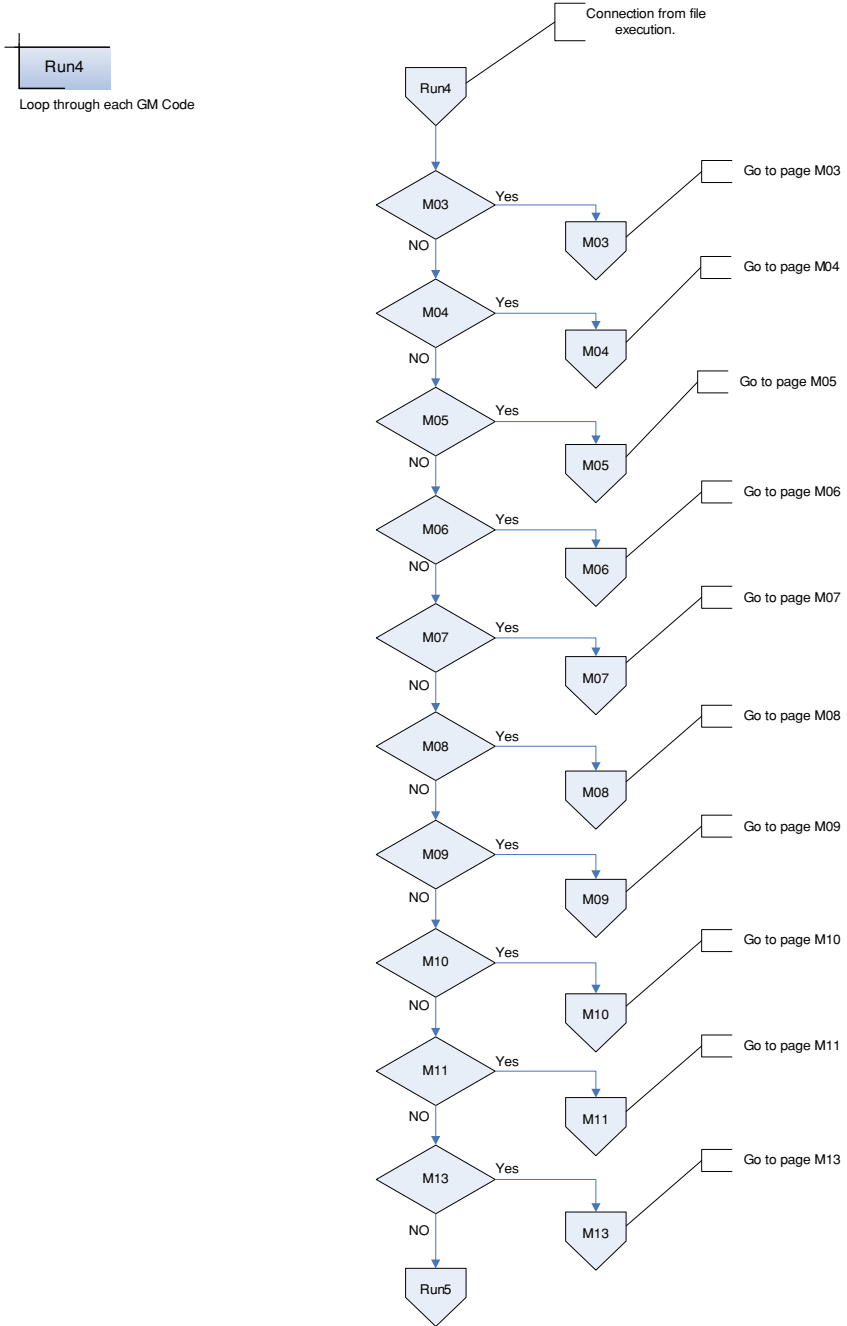 Connection from file
execution.
Run4
Loop through each GM Code
Run4
M03
Yes
M03
Go to page M03
NO
M04
Yes
M04
Go to page M04
NO
M05
Yes
M05
Go to page M05
NO
M06
Yes
M06
Go to page M06
NO
M07
Yes
M07
Go to page M07
NO
M08
Yes
M08
Go to page M08
NO
M09
Yes
M09
Go to page M09
NO
M10
Yes
M10
Go to page M10
NO
M11
Yes
M11
Go to page M11
NO
M13
Yes
M13
Go to page M13
NO
Run5